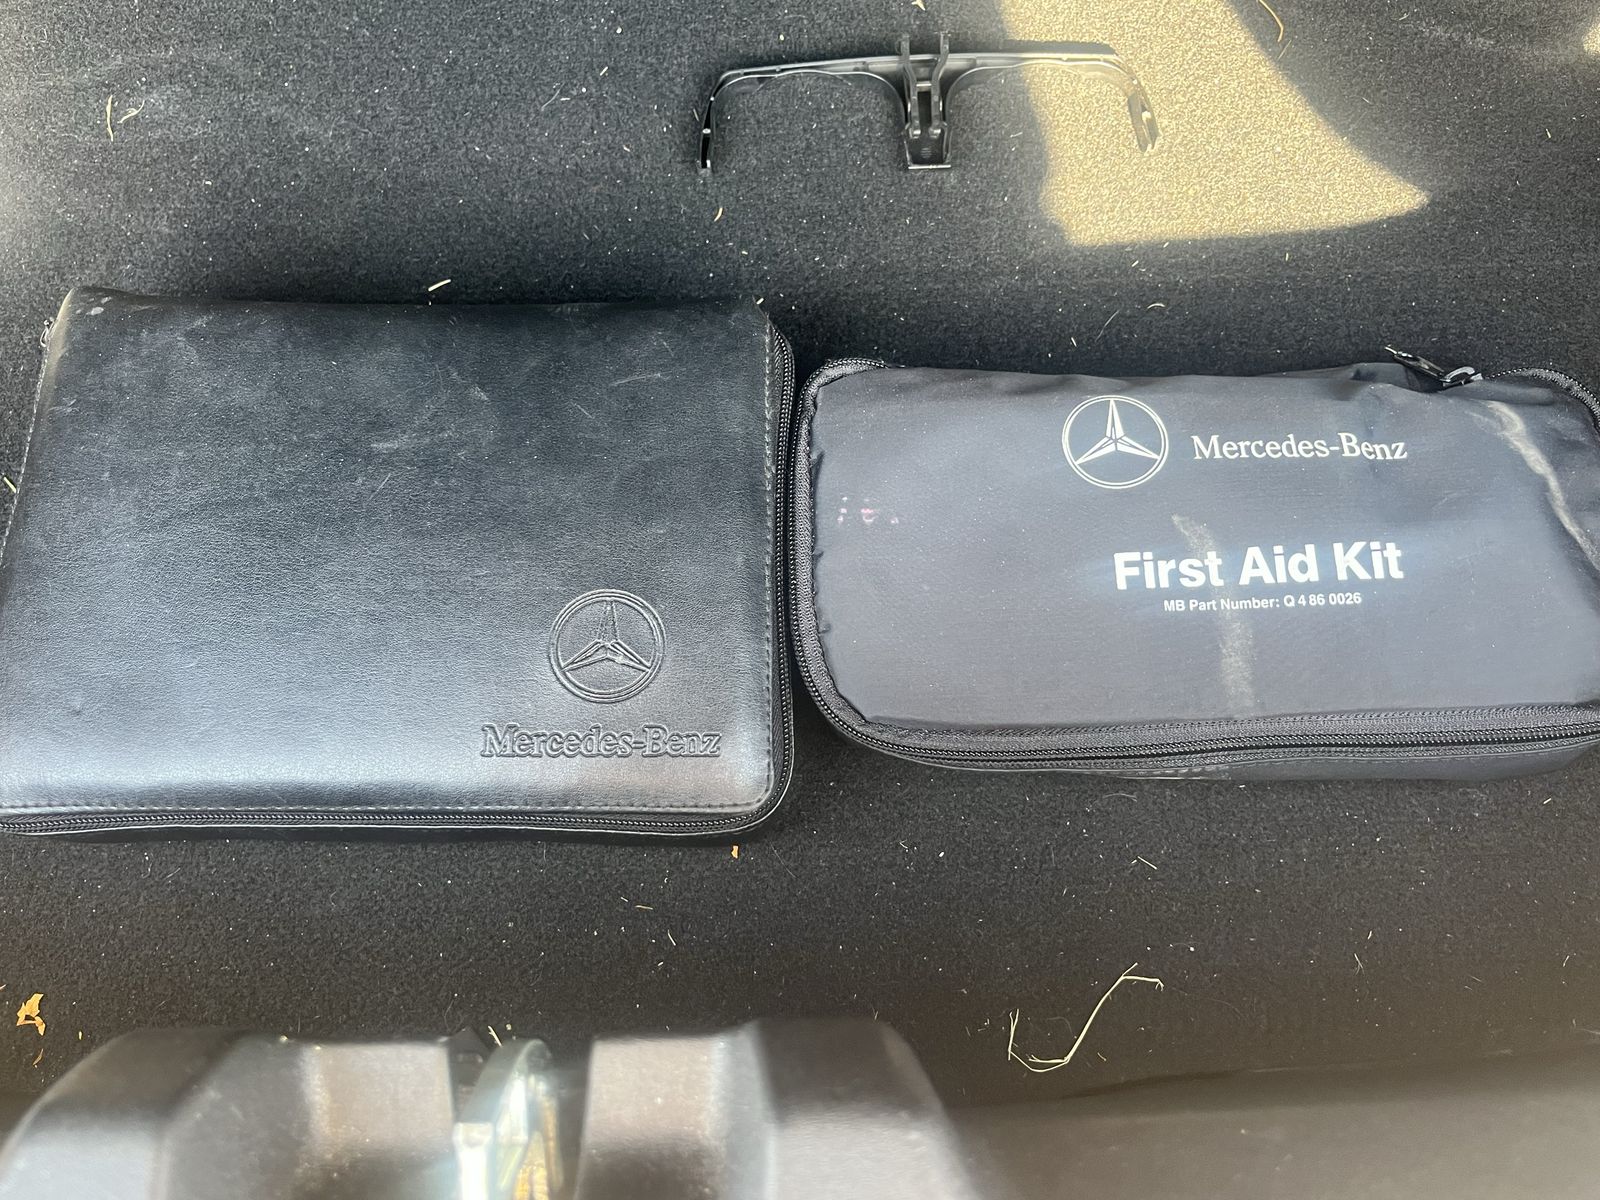 Mercedes-Benz
Mercedes-Benz
First Aid Kit
MB Part Number: Q 4 86 0026